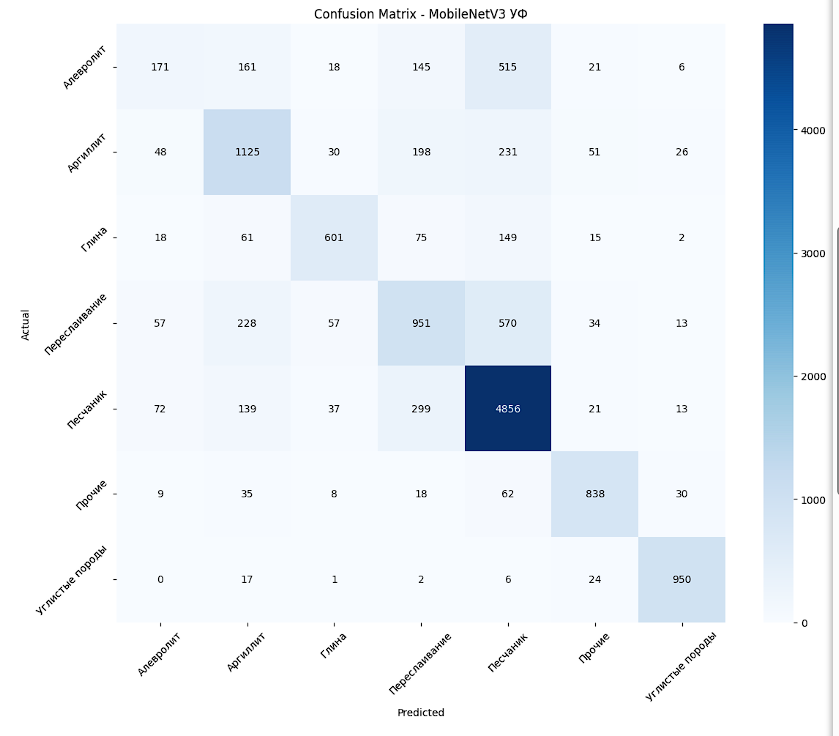 Confusion Matrix - MobileNetV3 УФ
Алевролит 171 161 18 145 515 21 6
Аргиллит 48 1125 30 198 231 51 26
Глина 18 61 601 75 149 15 2
Переслаивание 57 228 57 951 570 34 13
Песчаник 72 139 37 299 4856 21 13
Прочие 9 35 8 18 62 838 30
Углистые породы 0 17 1 2 6 24 950
Actual
Алевролит Аргиллит Глина Переслаивание Песчаник Прочие Углистые породы
Predicted
4000
3000
2000
1000
0